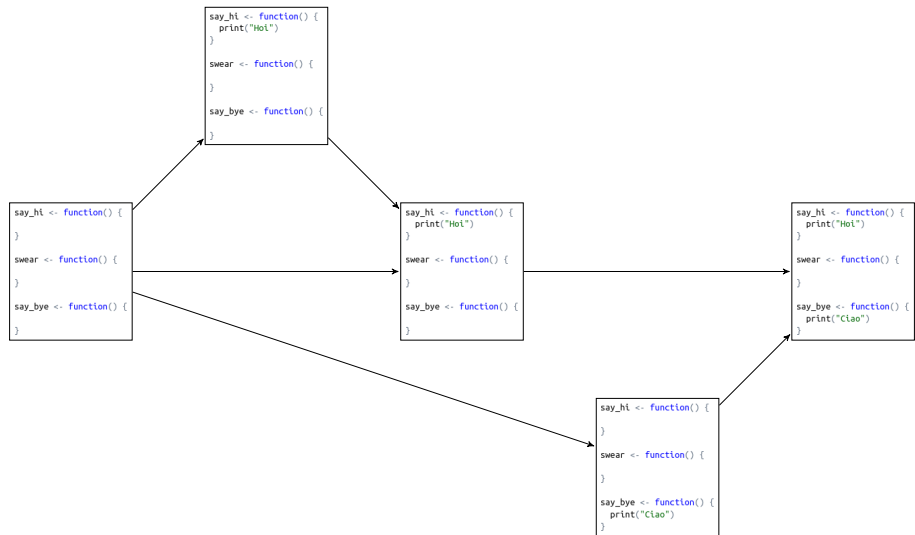 say_hi <- function() {
  print("Hoi")
}
swear <- function() {
}
say_bye <- function() {
}
say_hi <- function() {
}
swear <- function() {
}
say_bye <- function() {
}
say_hi <- function() {
  print("Hoi")
}
swear <- function() {
}
say_bye <- function() {
}
say_hi <- function() {
  print("Hoi")
}
swear <- function() {
}
say_bye <- function() {
  print("Ciao")
}
say_hi <- function() {
}
swear <- function() {
}
say_bye <- function() {
  print("Ciao")
}